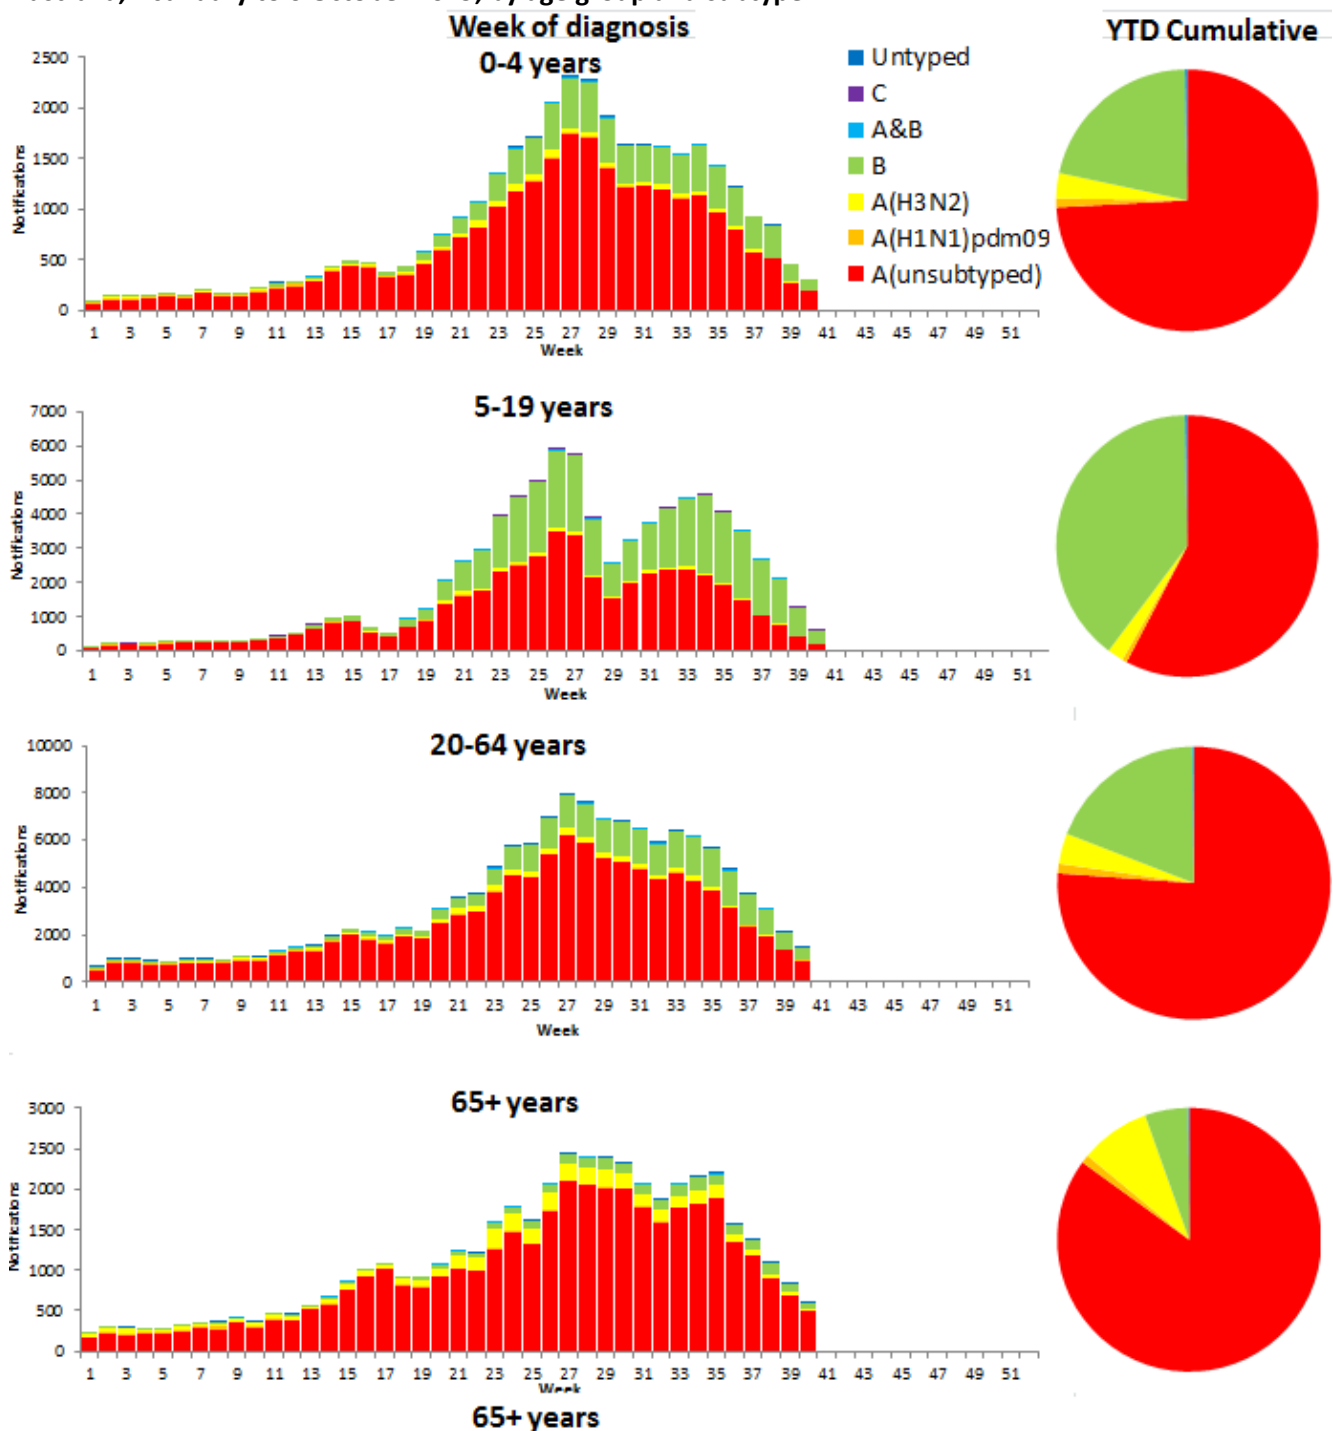 Week of diagnosis
YTD Cumulative
0-4 years
Untyped
C
A&B
B
A(H3N2)
A(H1N1)pdm09
A(unsubtyped)
Notifications
2500
2000
1500
1000
500
0
1 3 5 7 9 11 13 15 17 19 21 23 25 27 29 31 33 35 37 39 41 43 45 47 49 51
Week
5-19 years
Notifications
7000
6000
5000
4000
3000
2000
1000
0
1 3 5 7 9 11 13 15 17 19 21 23 25 27 29 31 33 35 37 39 41 43 45 47 49 51
Week
20-64 years
Notifications
10000
8000
6000
4000
2000
0
1 3 5 7 9 11 13 15 17 19 21 23 25 27 29 31 33 35 37 39 41 43 45 47 49 51
Week
65+ years
Notifications
3000
2500
2000
1500
1000
500
0
1 3 5 7 9 11 13 15 17 19 21 23 25 27 29 31 33 35 37 39 41 43 45 47 49 51
Week
65+ years